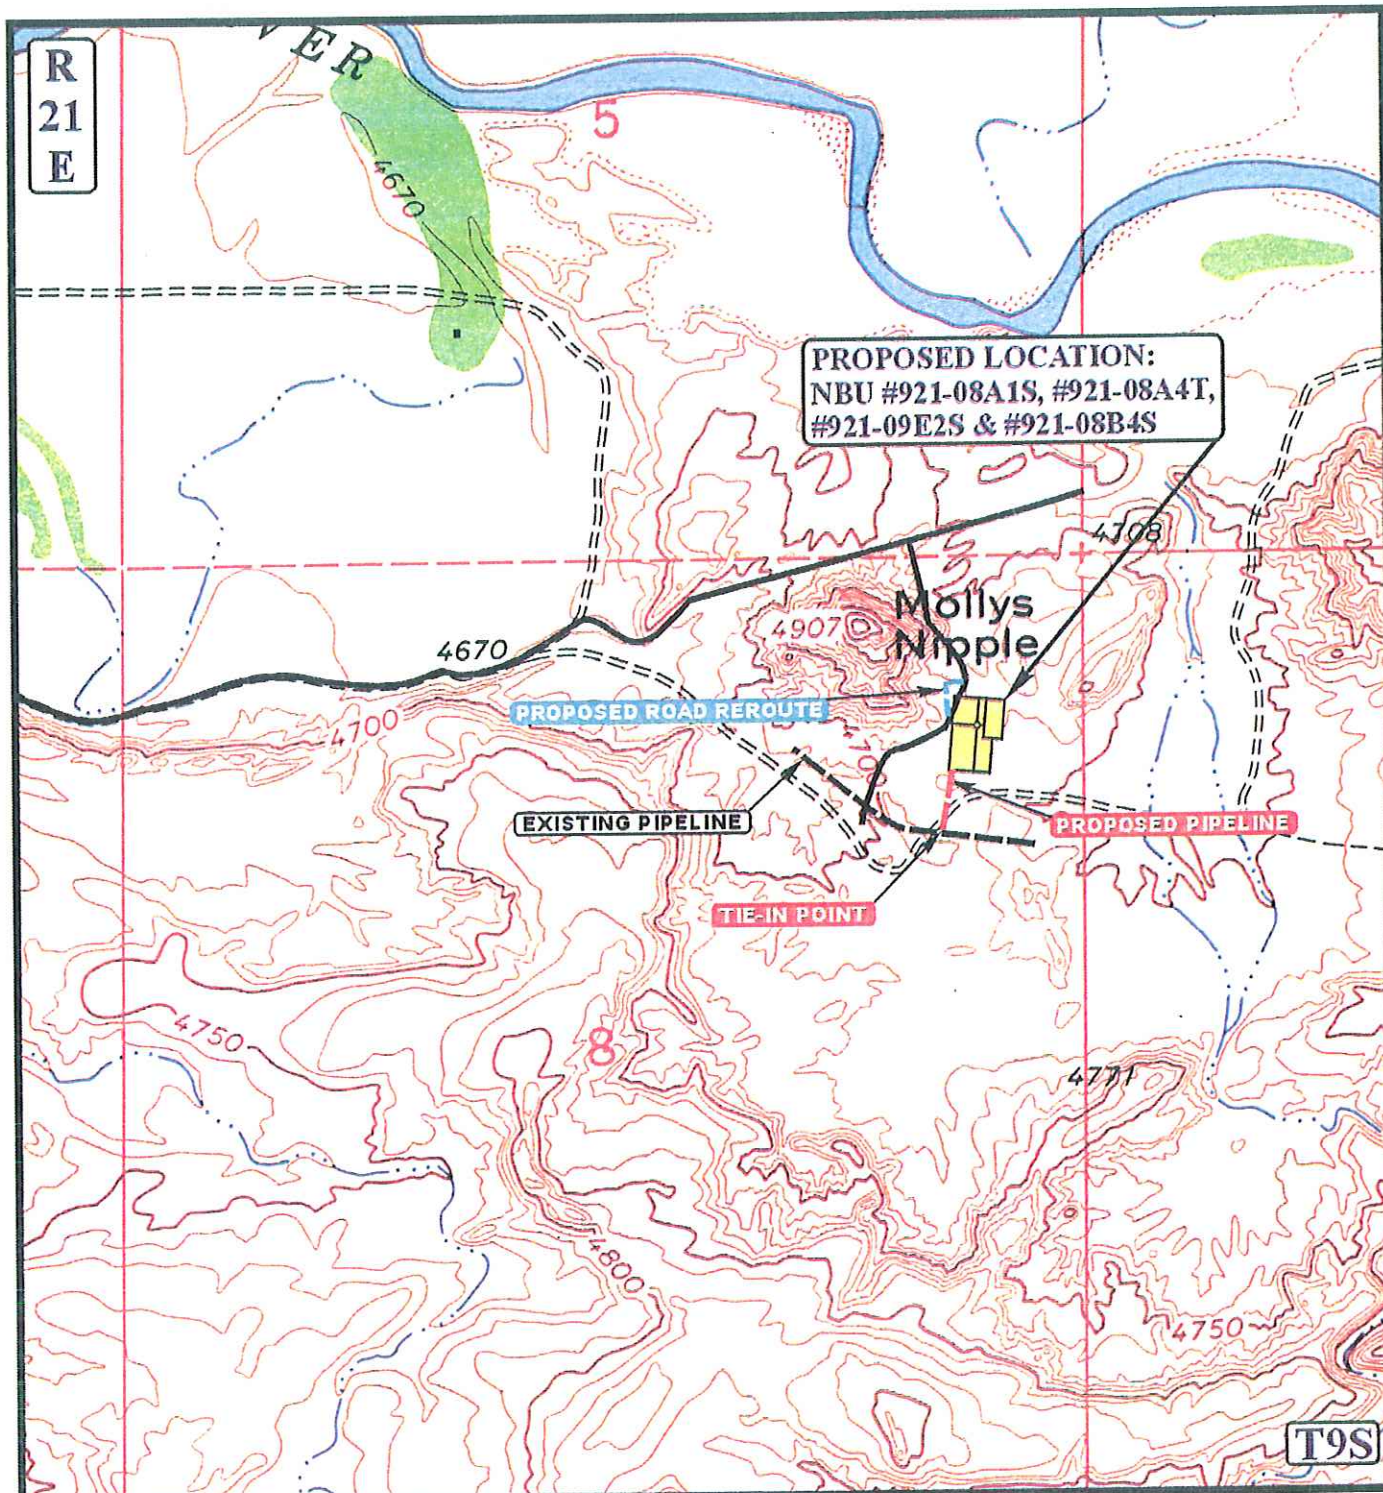 R
21
E
VER
5
4670
PROPOSED LOCATION:
NBU #921-08A1S, #921-08A4T,
#921-09E2S & #921-08B4S
4708
Mollys
Nipple
4907
4670
PROPOSED ROAD REROUTE
4700
4700
EXISTING PIPELINE
PROPOSED PIPELINE
TIE-IN POINT
4750
8
4771
4800
4750
T9S